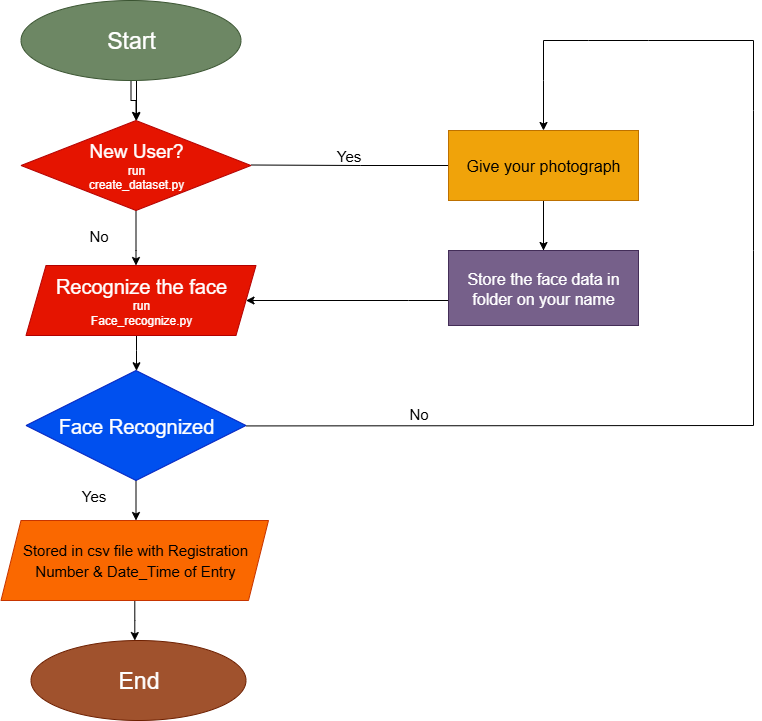 Start
New User?
run
create_dataset.py
Yes
Give your photograph
No
Recognize the face
run
Face_recognize.py
Store the face data in
folder on your name
Face Recognized
No
Yes
Stored in csv file with Registration
Number & Date_Time of Entry
End